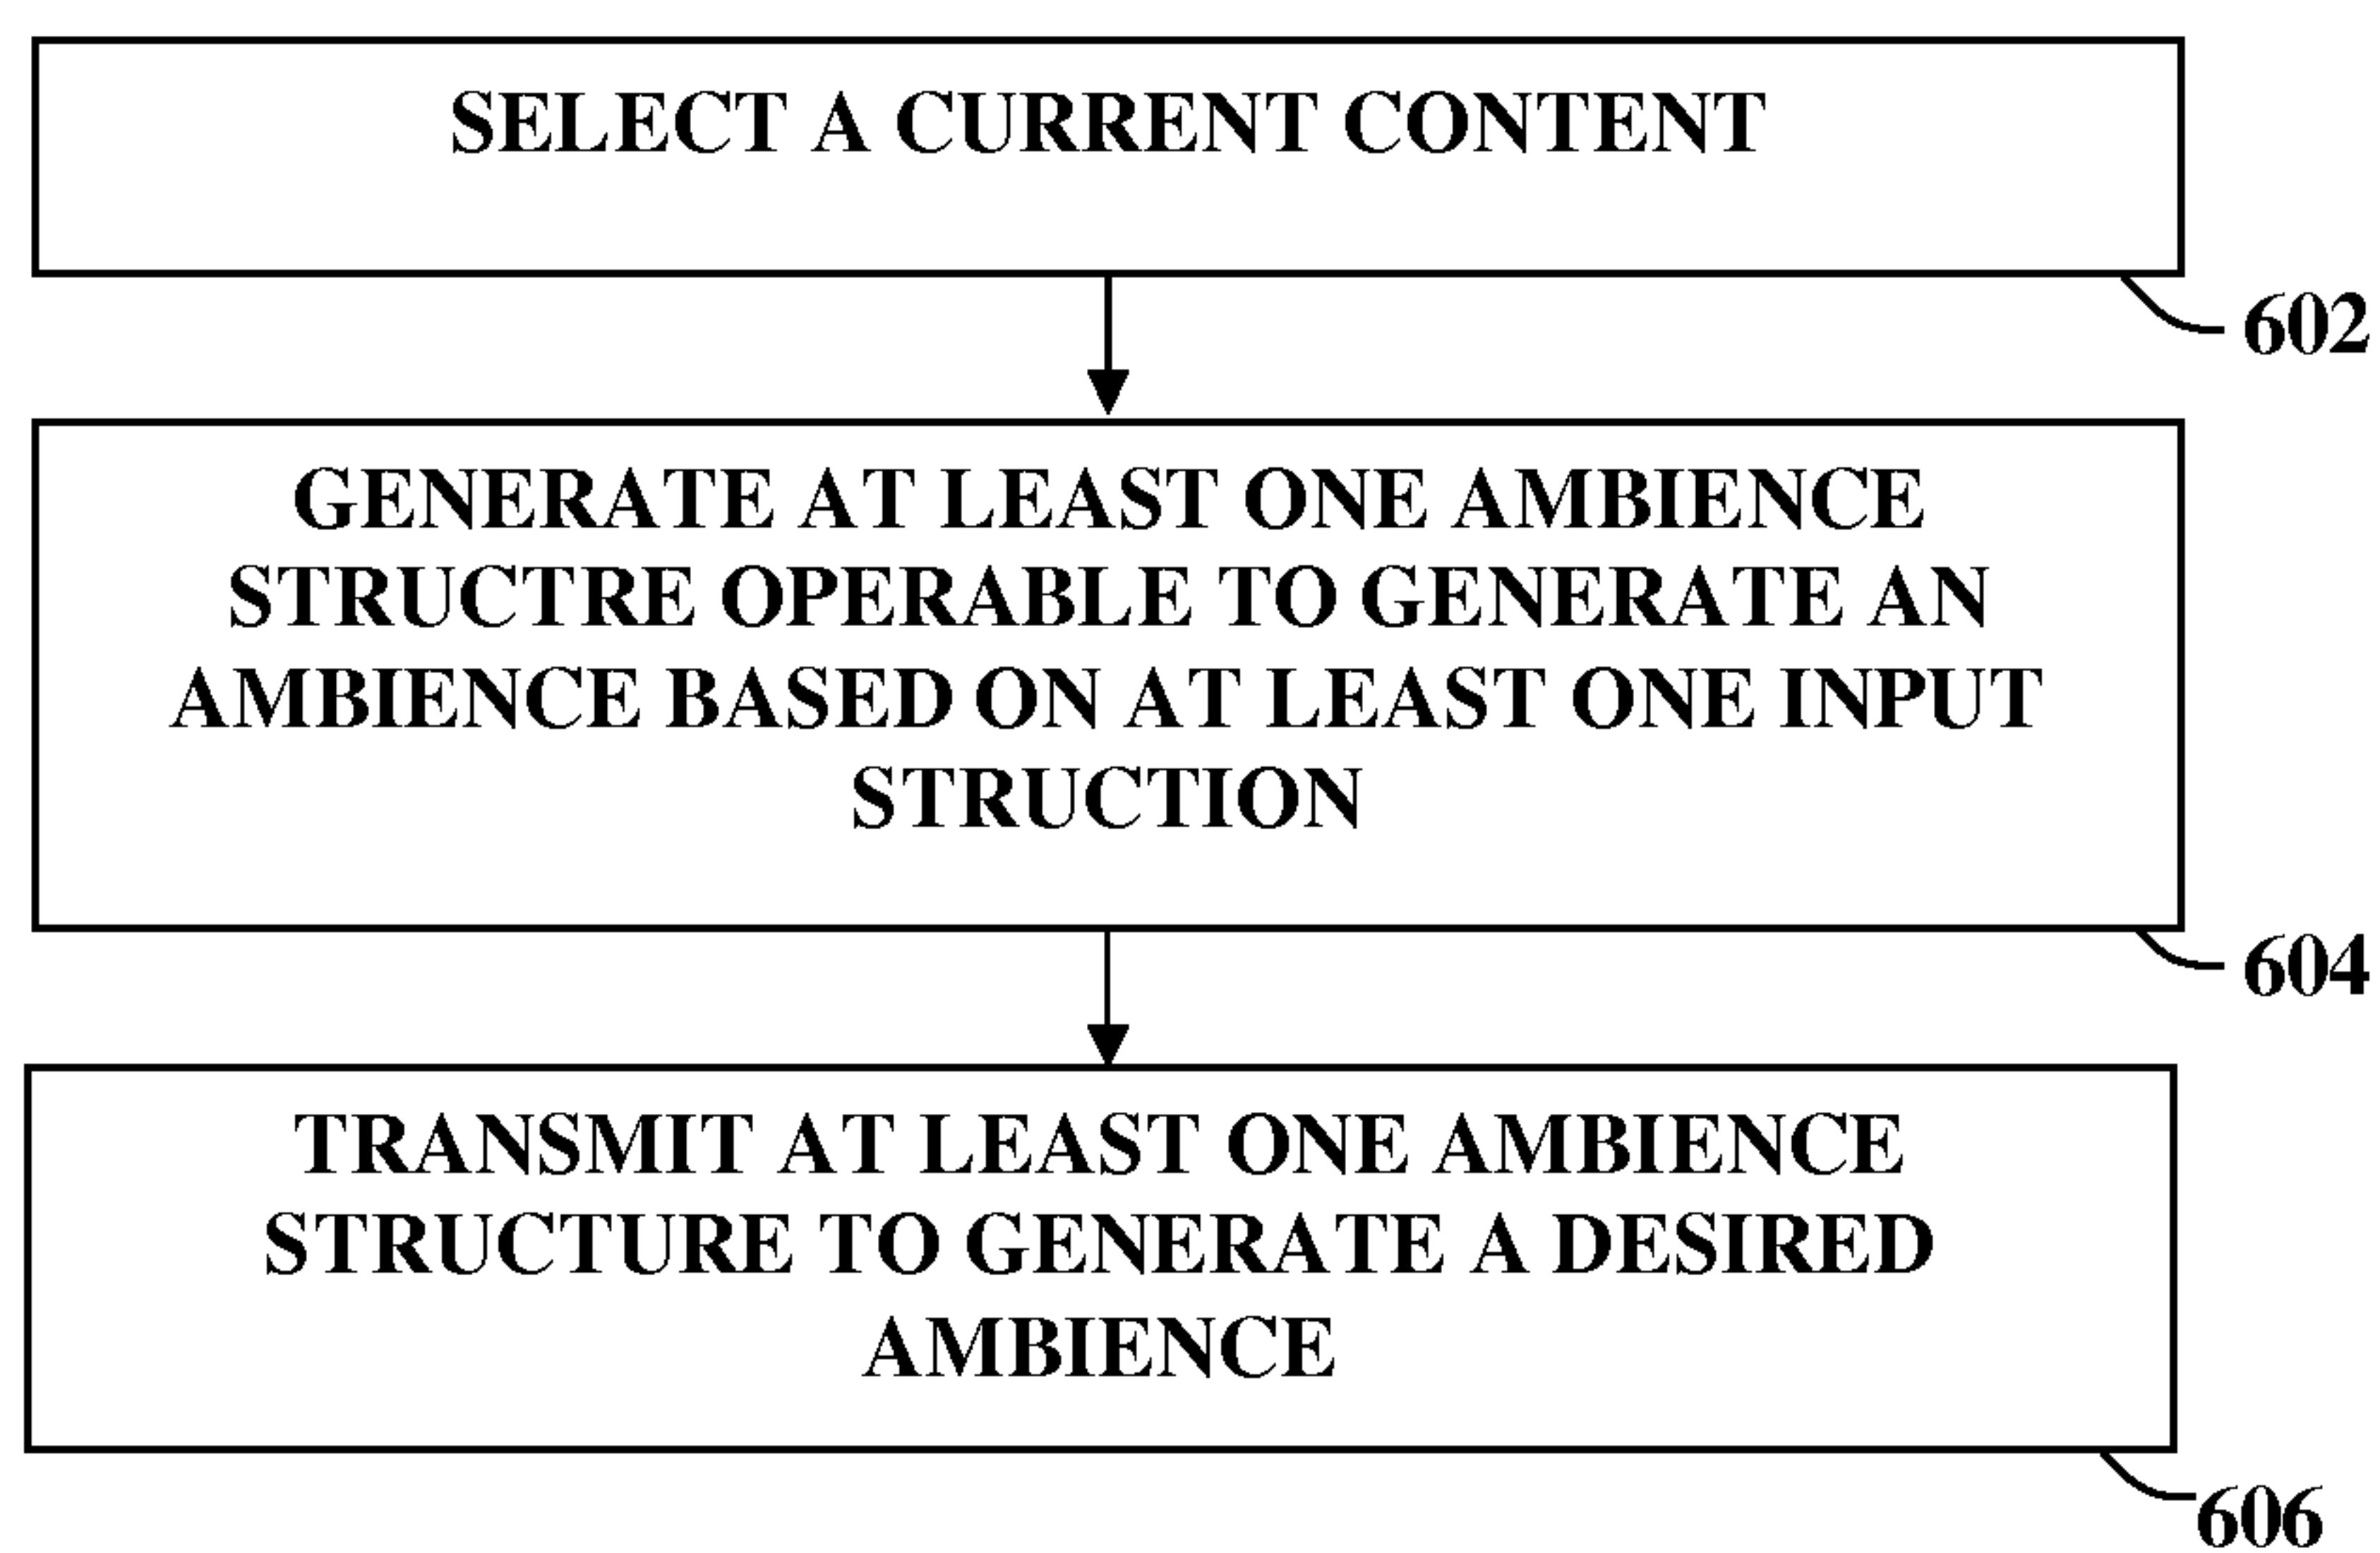 SELECT A CURRENT CONTENT
602
GENERATE AT LEAST ONE AMBIENCE
STRUCTRE OPERABLE TO GENERATE AN
AMBIENCE BASED ON AT LEAST ONE INPUT
STRUCTION
604
TRANSMIT AT LEAST ONE AMBIENCE
STRUCTURE TO GENERATE A DESIRED
AMBIENCE
606